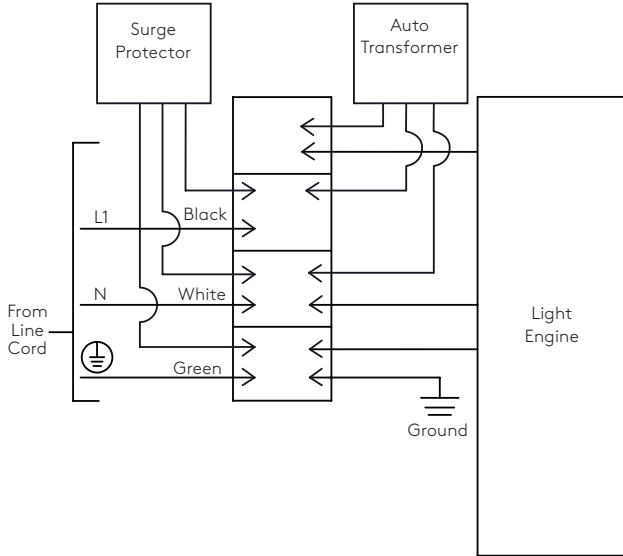 Surge
Protector
Auto
Transformer
L1
Black
N
White
From
Line
Cord
Green
Ground
Light
Engine